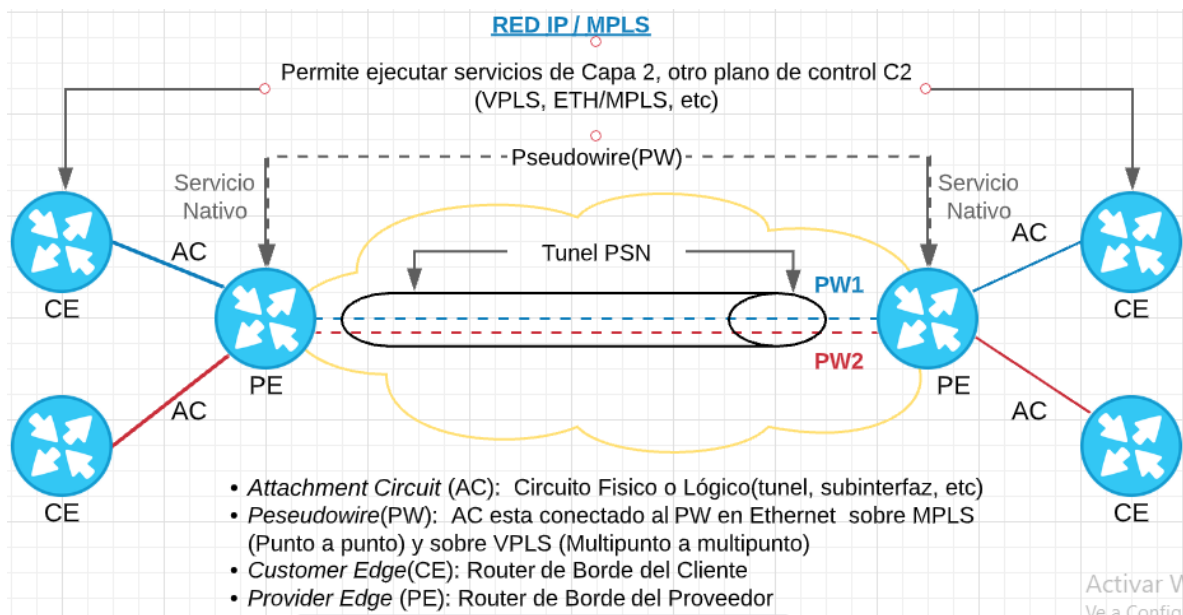 RED IP / MPLS
Permite ejecutar servicios de Capa 2, otro plano de control C2
(VPLS, ETH/MPLS, etc)
Pseudowire(PW)
Servicio
Nativo
Servicio
Nativo
AC
AC
Tunel PSN
CE
CE
PW1
PW2
PE
PE
AC
AC
CE
CE
• Attachment Circuit (AC): Circuito Fisico o Lógico(tunel, subinterfaz, etc)
• Peseudowire(PW): AC esta conectado al PW en Ethernet sobre MPLS
(Punto a punto) y sobre VPLS (Multipunto a multipunto)
• Customer Edge(CE): Router de Borde del Cliente
• Provider Edge (PE): Router de Borde del Proveedor
Activar W
Ve a Config